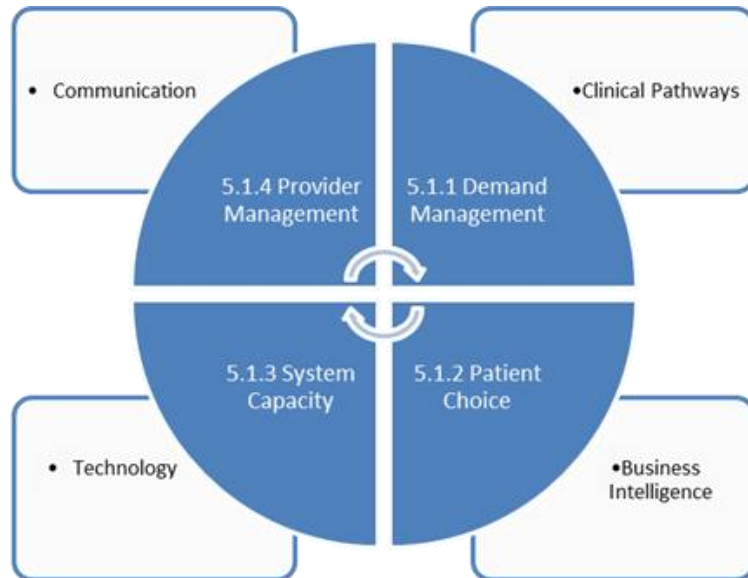 • Communication
•Clinical Pathways
5.1.4 Provider
Management
5.1.1 Demand
Management
5.1.3 System
Capacity
5.1.2 Patient
Choice
• Technology
•Business
Intelligence